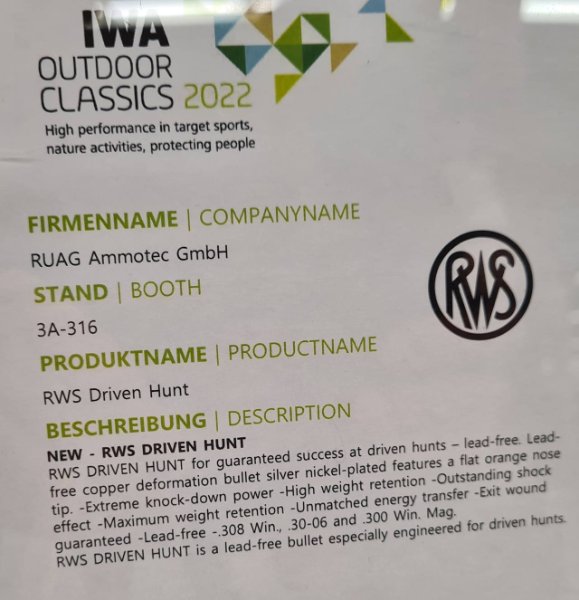 IWA
OUTDOOR
CLASSICS 2022
High performance in target sports,
nature activities, protecting people
FIRMENNAME | COMPANYNAME
RUAG Ammotec GmbH
RWS
STAND | BOOTH
3A-316
PRODUKTNAME | PRODUCTNAME
RWS Driven Hunt
BESCHREIBUNG | DESCRIPTION
NEW - RWS DRIVEN HUNT
RWS DRIVEN HUNT for guaranteed success at driven hunts – lead-free. Lead-
free copper deformation bullet silver nickel-plated features a flat orange nose
tip. -Extreme knock-down power -High weight retention -Outstanding shock
effect -Maximum weight retention -Unmatched energy transfer -Exit wound
guaranteed -Lead-free -.308 Win., .30-06 and .300 Win. Mag.
RWS DRIVEN HUNT is a lead-free bullet especially engineered for driven hunts.